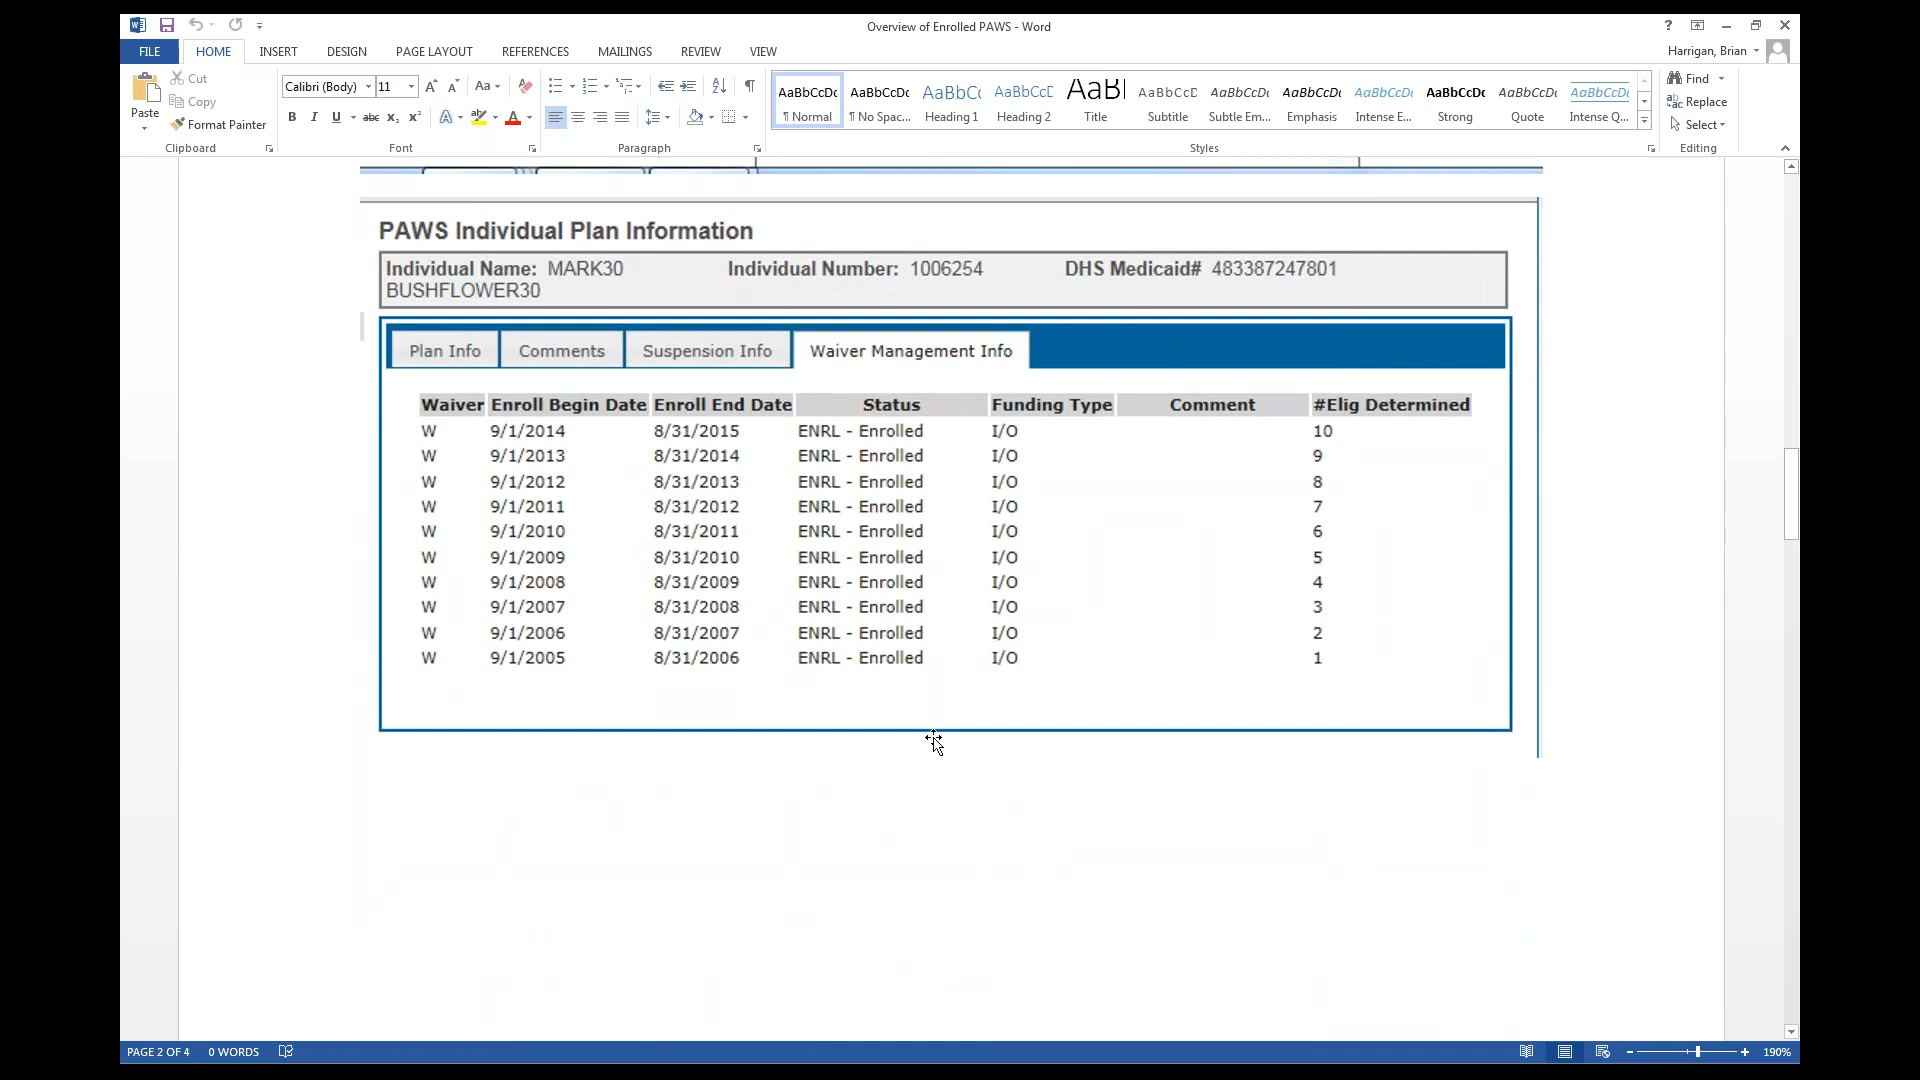 Overview of Enrolled PAWS - Word
?
FILE HOME INSERT DESIGN PAGE LAYOUT REFERENCES MAILINGS REVIEW VIEW
Harrigan, Brian
Paste
Cut
Copy
Format Painter
Clipboard
Calibri (Body) 11
Aa
B I U abc x₂ x²
A A
Font
Paragraph
AaBbCcDc AaBbCcDc AaBbC( AaBbCcE AaB| AaBbCcD AaBbCcDc AaBbCcDc AaBbCcDc AaBbCcDc AaBbCcDc AaBbCcDc
¶ Normal ¶ No Spac... Heading 1 Heading 2 Title Subtitle Subtle Em... Emphasis Intense E... Strong Quote Intense Q...
Styles
Find
Replace
Select
Editing
PAWS Individual Plan Information
Individual Name: MARK30 Individual Number: 1006254 DHS Medicaid# 483387247801
BUSHFLOWER30
Plan Info Comments Suspension Info Waiver Management Info
Waiver Enroll Begin Date Enroll End Date Status Funding Type Comment #Elig Determined
W 9/1/2014 8/31/2015 ENRL - Enrolled I/O 10
W 9/1/2013 8/31/2014 ENRL - Enrolled I/O 9
W 9/1/2012 8/31/2013 ENRL - Enrolled I/O 8
W 9/1/2011 8/31/2012 ENRL - Enrolled I/O 7
W 9/1/2010 8/31/2011 ENRL - Enrolled I/O 6
W 9/1/2009 8/31/2010 ENRL - Enrolled I/O 5
W 9/1/2008 8/31/2009 ENRL - Enrolled I/O 4
W 9/1/2007 8/31/2008 ENRL - Enrolled I/O 3
W 9/1/2006 8/31/2007 ENRL - Enrolled I/O 2
W 9/1/2005 8/31/2006 ENRL - Enrolled I/O 1
PAGE 2 OF 4 0 WORDS
190%